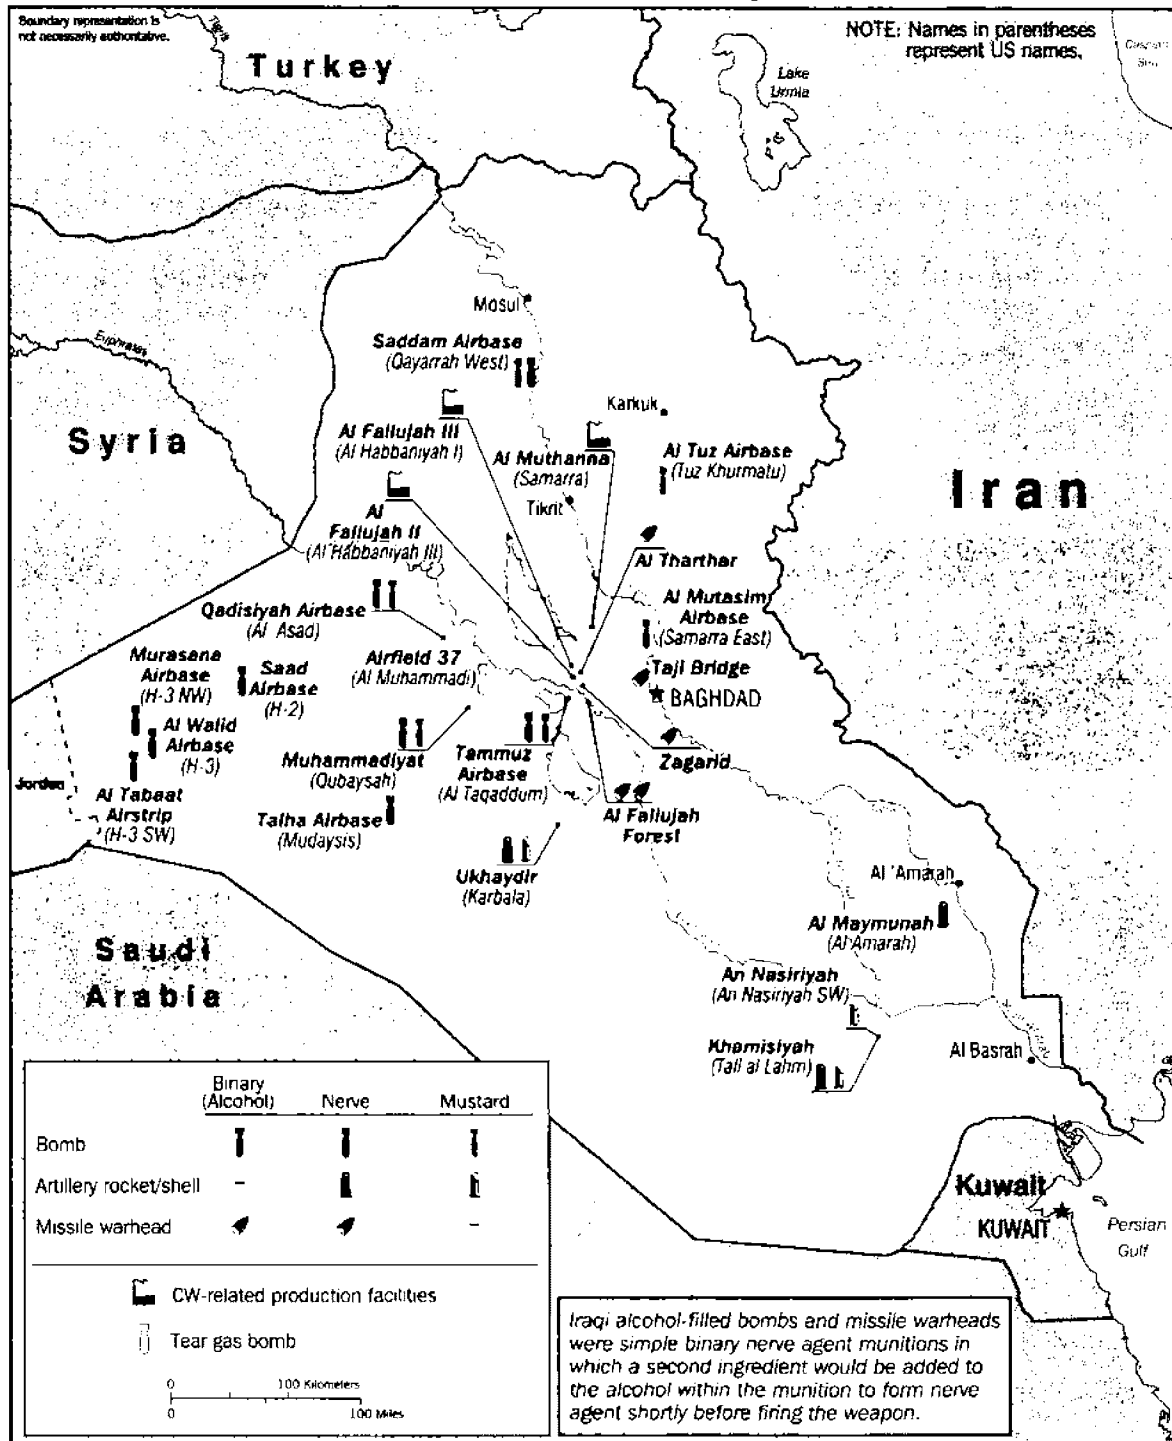 Boundary representation is
not necessarily authoritative.
NOTE: Names in parentheses
represent US names.
Tigris
Turkey
Lake
Urmia
Caspian
Sea
Mosul
Saddam Airbase
(Qayarrah West)
Euphrates
Karkuk
Syria
Al Fallujah III
(Al Habbaniyah I)
Al Muthanna
(Samarra)
Al Tuz Airbase
(Tuz Khurmatu)
Iran
Tikrit
Al
Fallujah II
(Al Habbaniyah III)
Al Tharthar
Qadisiyah Airbase
(Al Asad)
Al Mutasim
Airbase
(Samarra East)
Airfield 37
(Al Muhammadi)
Murasana
Airbase
(H-3 NW)
Saad
Airbase
(H-2)
Taji Bridge
BAGHDAD
Al Walid
Airbase
(H-3)
Muhammadiyat
(Qubaysah)
Tammuz
Airbase
(Al Taqaddum)
Zagarid
Jordan
Al Tabaat
Airstrip
(H-3 SW)
Talha Airbase
(Mudaysis)
Al Fallujah
Forest
Ukhaydir
(Karbala)
Al 'Amarah
Al Maymunah
(Al Amarah)
Saudi
Arabia
An Nasiriyah
(An Nasiriyah SW)
Khamisiyah
(Tall al Lahm)
Al Basrah
Kuwait
KUWAIT
Persian
Gulf
Binary
(Alcohol) Nerve Mustard
Bomb
Artillery rocket/shell –
Missile warhead –
CW-related production facilities
Tear gas bomb
0 100 Kilometers
0 100 Miles
Iraqi alcohol-filled bombs and missile warheads
were simple binary nerve agent munitions in
which a second ingredient would be added to
the alcohol within the munition to form nerve
agent shortly before firing the weapon.